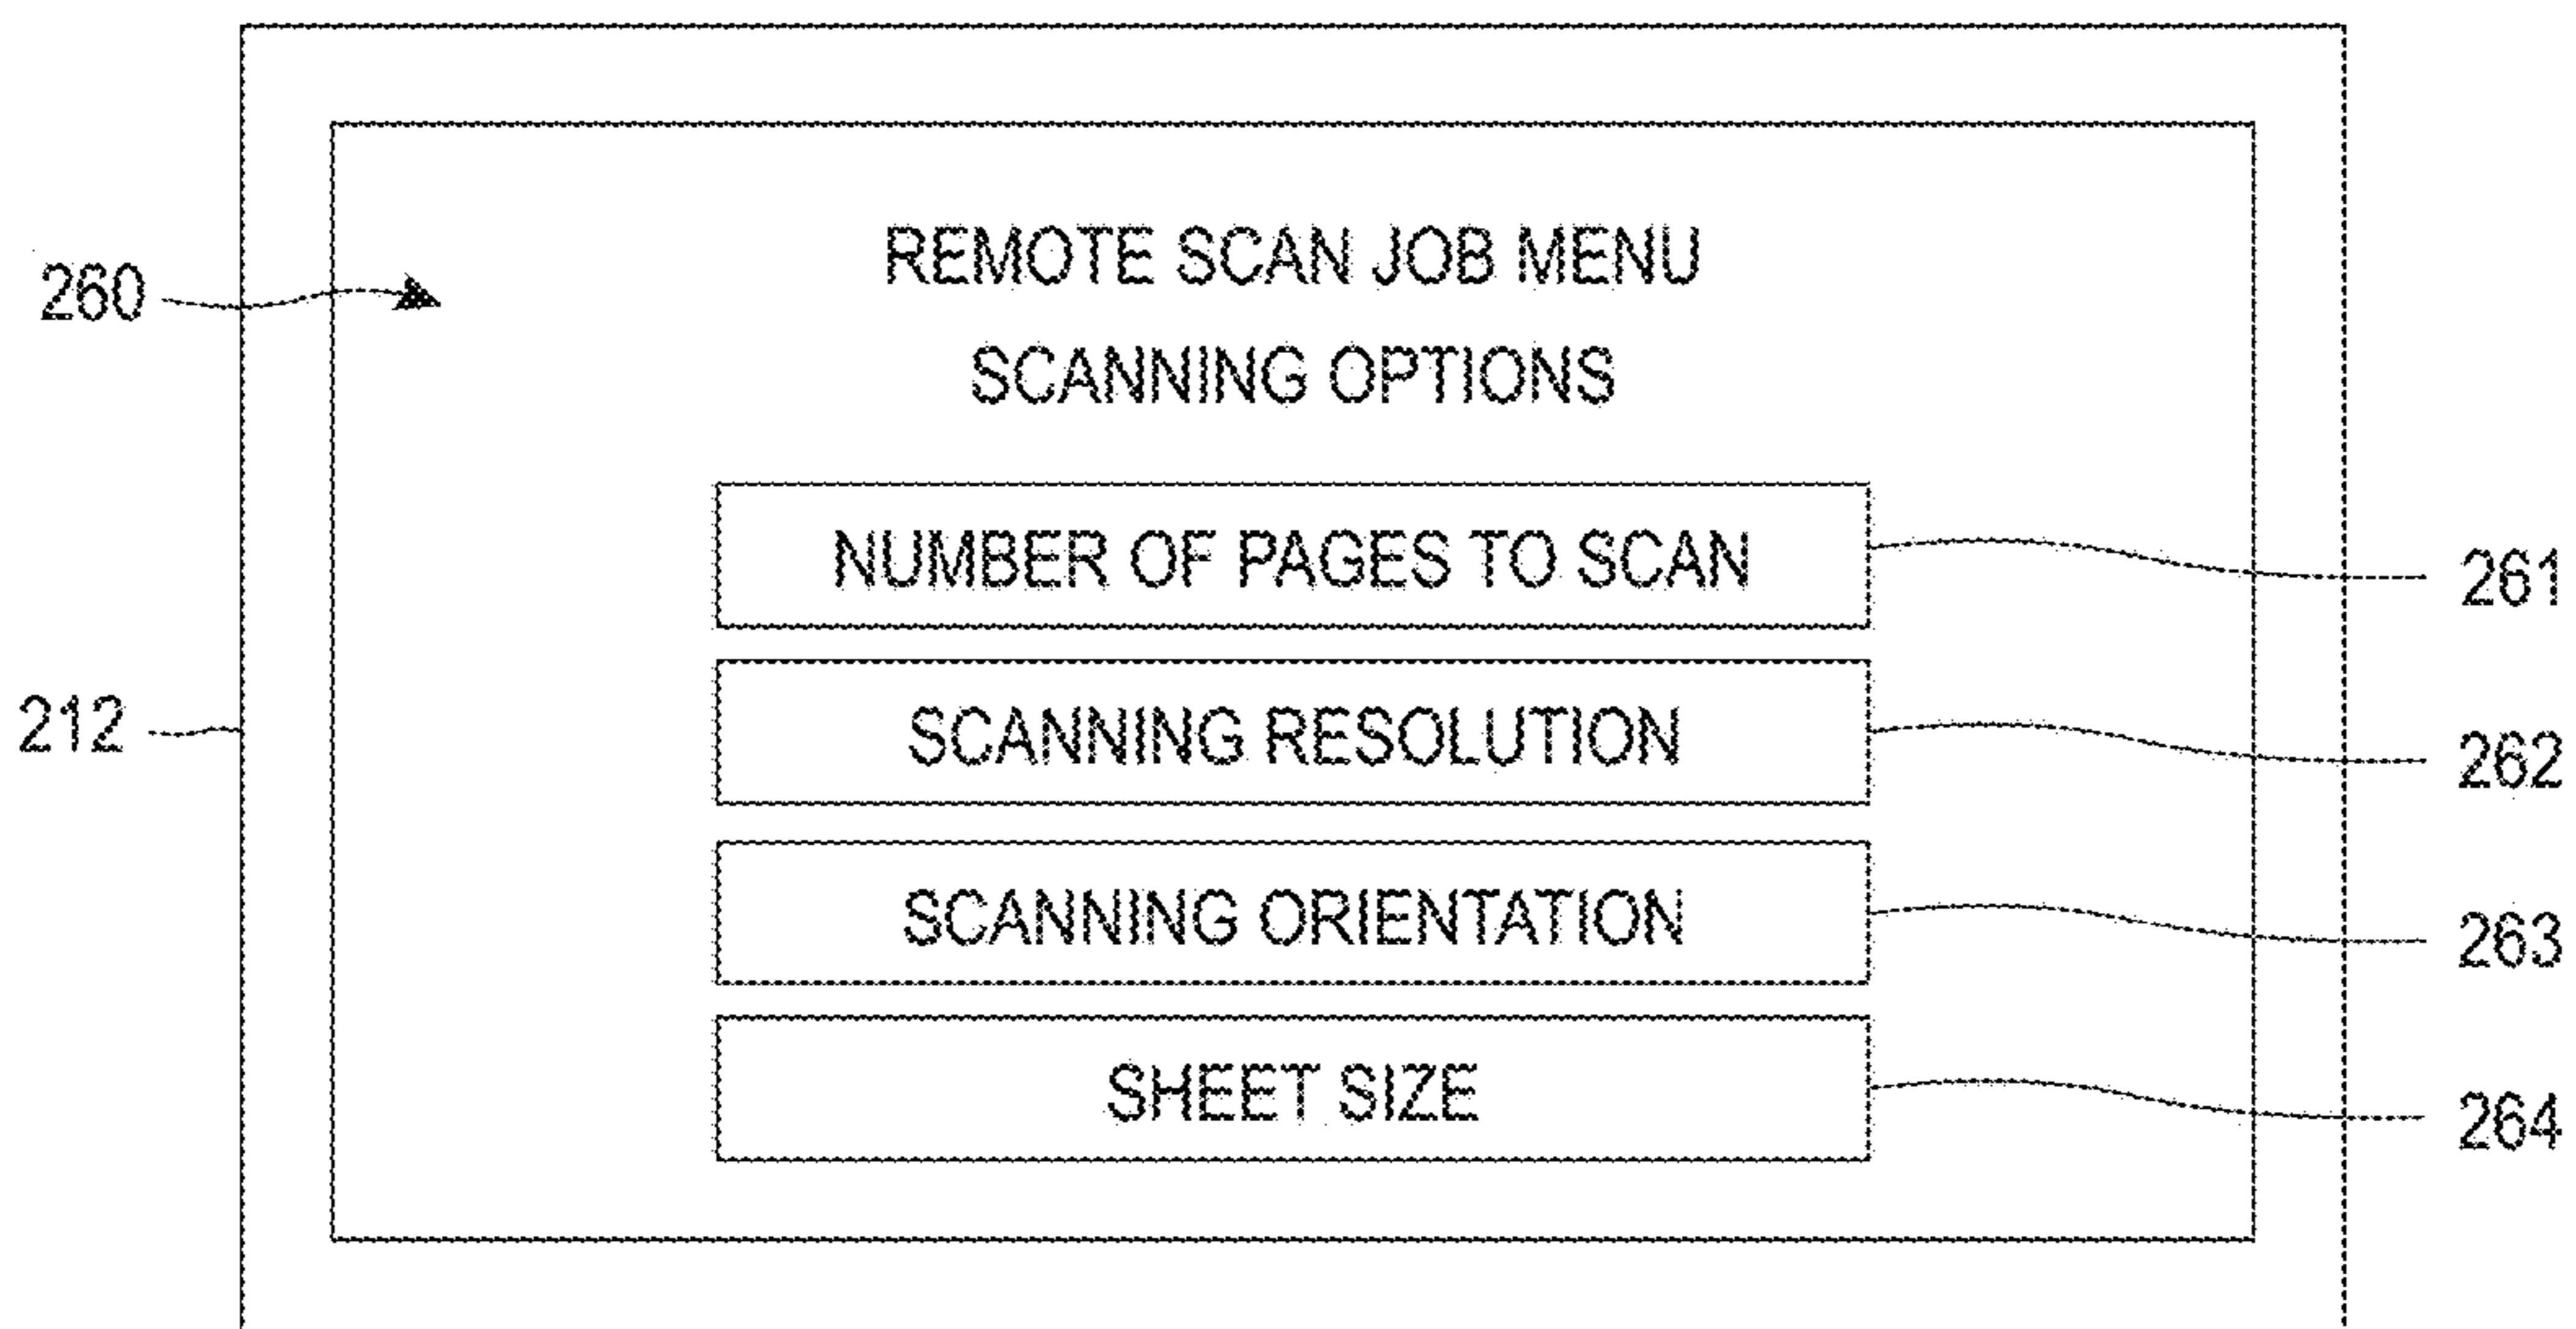 REMOTE SCAN JOB MENU
260
SCANNING OPTIONS
NUMBER OF PAGES TO SCAN
261
212
SCANNING RESOLUTION
262
SCANNING ORIENTATION
263
SHEET SIZE
264